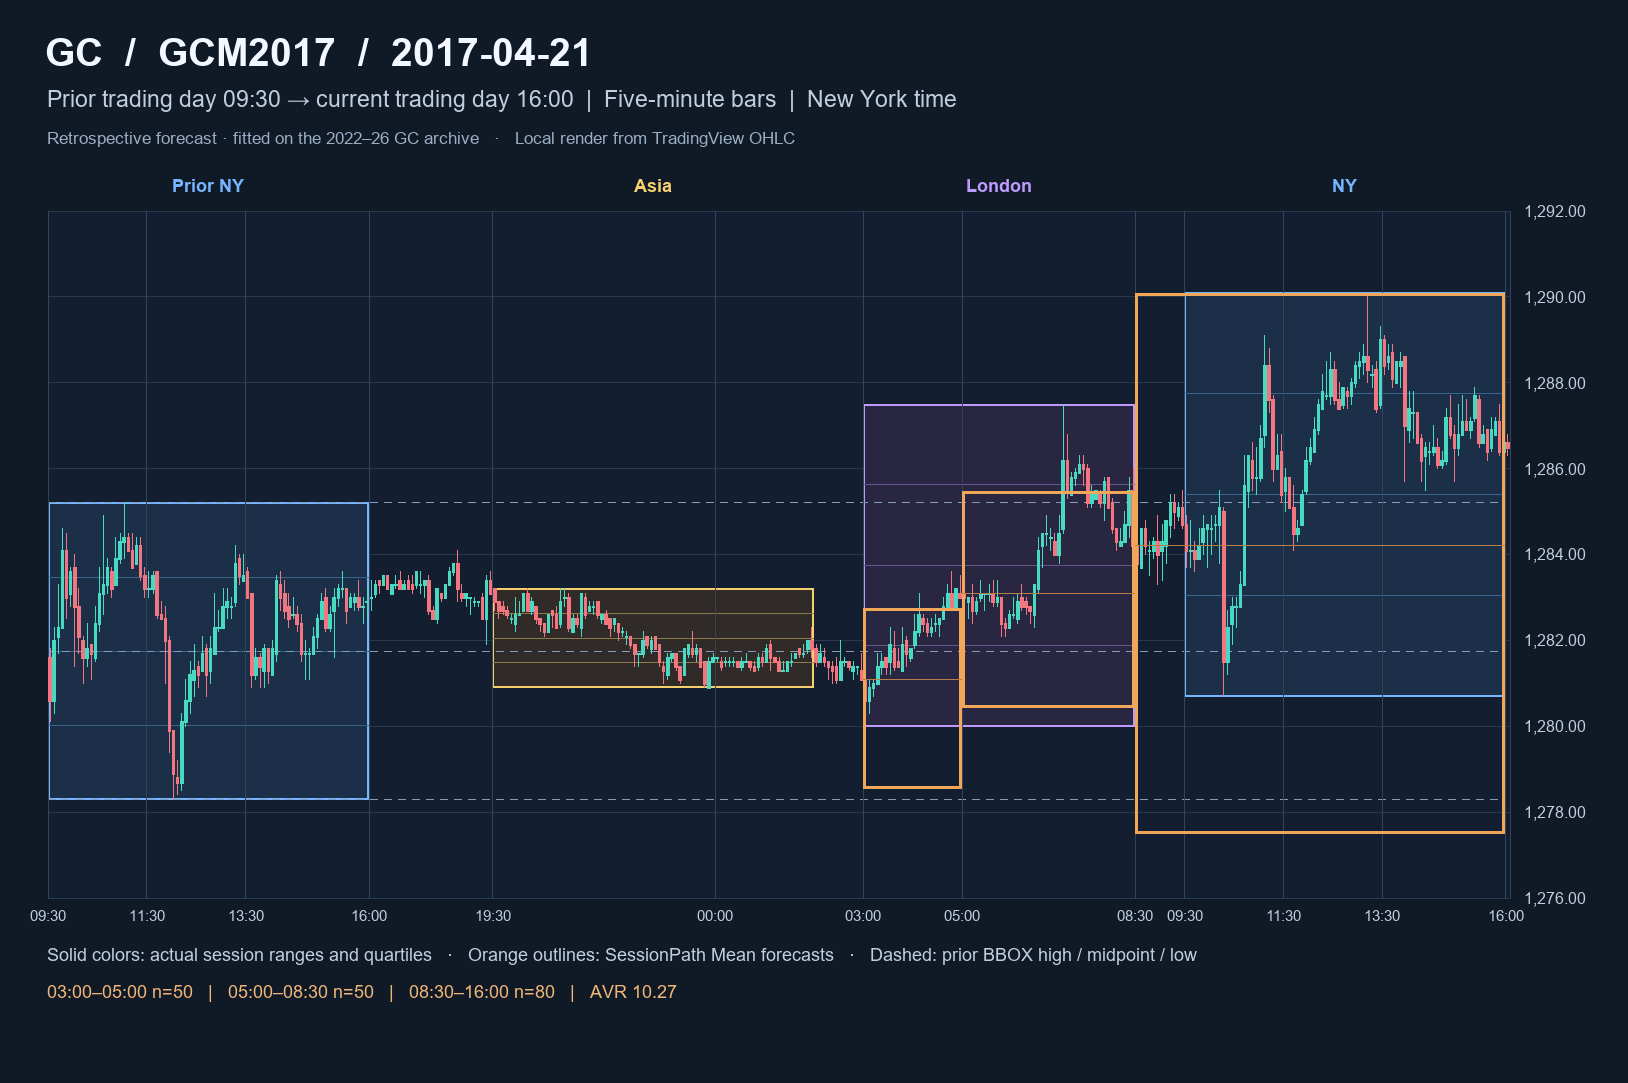 GC / GCM2017 / 2017-04-21
Prior trading day 09:30 → current trading day 16:00 | Five-minute bars | New York time
Retrospective forecast · fitted on the 2022–26 GC archive · Local render from TradingView OHLC
Prior NY Asia London NY
1,292.00
1,290.00
1,288.00
1,286.00
1,284.00
1,282.00
1,280.00
1,278.00
1,276.00
09:30 11:30 13:30 16:00 19:30 00:00 03:00 05:00 08:30 09:30 11:30 13:30 16:00
Solid colors: actual session ranges and quartiles · Orange outlines: SessionPath Mean forecasts · Dashed: prior BBOX high / midpoint / low
03:00–05:00 n=50 | 05:00–08:30 n=50 | 08:30–16:00 n=80 | AVR 10.27